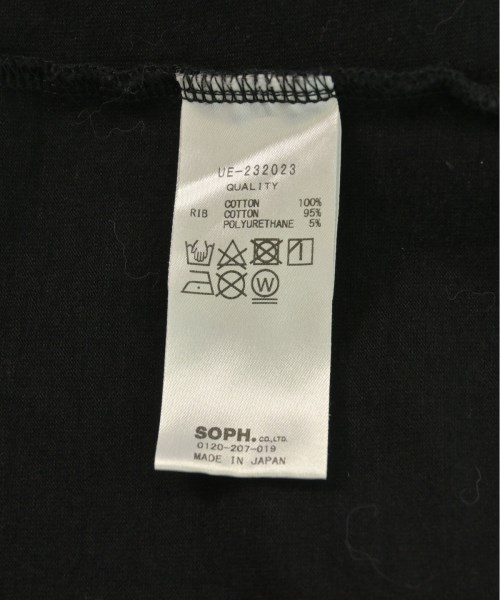 UE-232023
QUALITY
COTTON 100%
RIB COTTON 95%
POLYURETHANE 5%
W
SOPH. CO.,LTD.
0120-207-019
MADE IN JAPAN